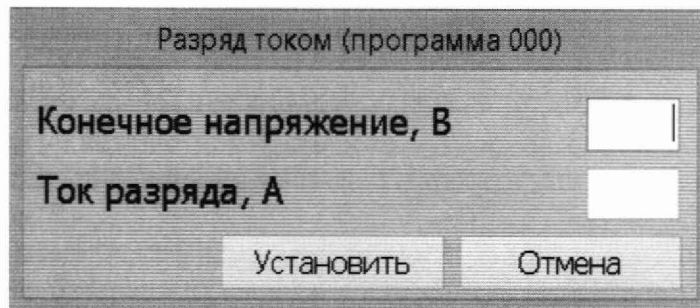 Разряд током (программа 000)
Конечное напряжение, В
Ток разряда, А
Установить Отмена